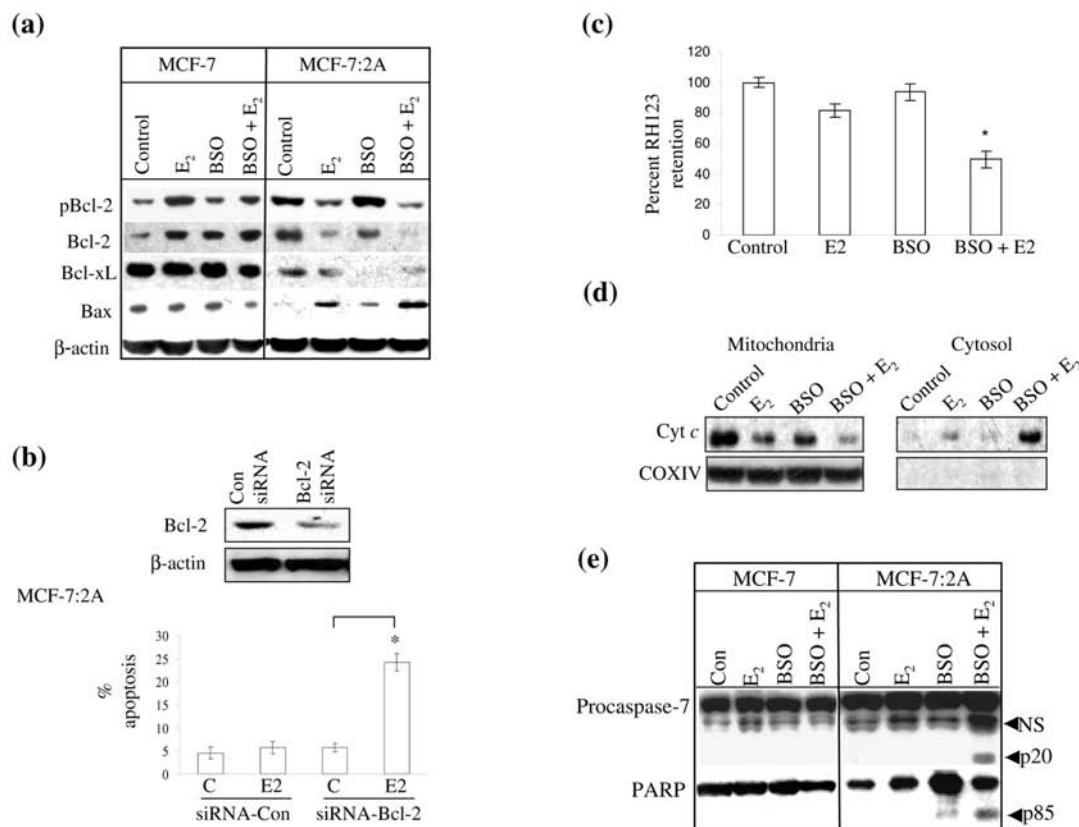 (a)
MCF-7 MCF-7:2A
Control E₂ BSO BSO + E₂ Control E₂ BSO BSO + E₂
pBcl-2
Bcl-2
Bcl-xL
Bax
β-actin
(b)
Con siRNA Bcl-2 siRNA
Bcl-2
β-actin
MCF-7:2A
% apoptosis
30
25
20
15
10
5
0
C E2 C E2
*
siRNA-Con siRNA-Bcl-2
(c)
Percent RH123 retention
120
100
80
60
40
20
0
*
Control E2 BSO BSO + E2
(d)
Mitochondria Cytosol
Control E₂ BSO BSO + E₂ Control E₂ BSO BSO + E₂
Cyt c
COXIV
(e)
MCF-7 MCF-7:2A
Con E₂ BSO BSO + E₂ Con E₂ BSO BSO + E₂
Procaspase-7
NS
p20
PARP
p85